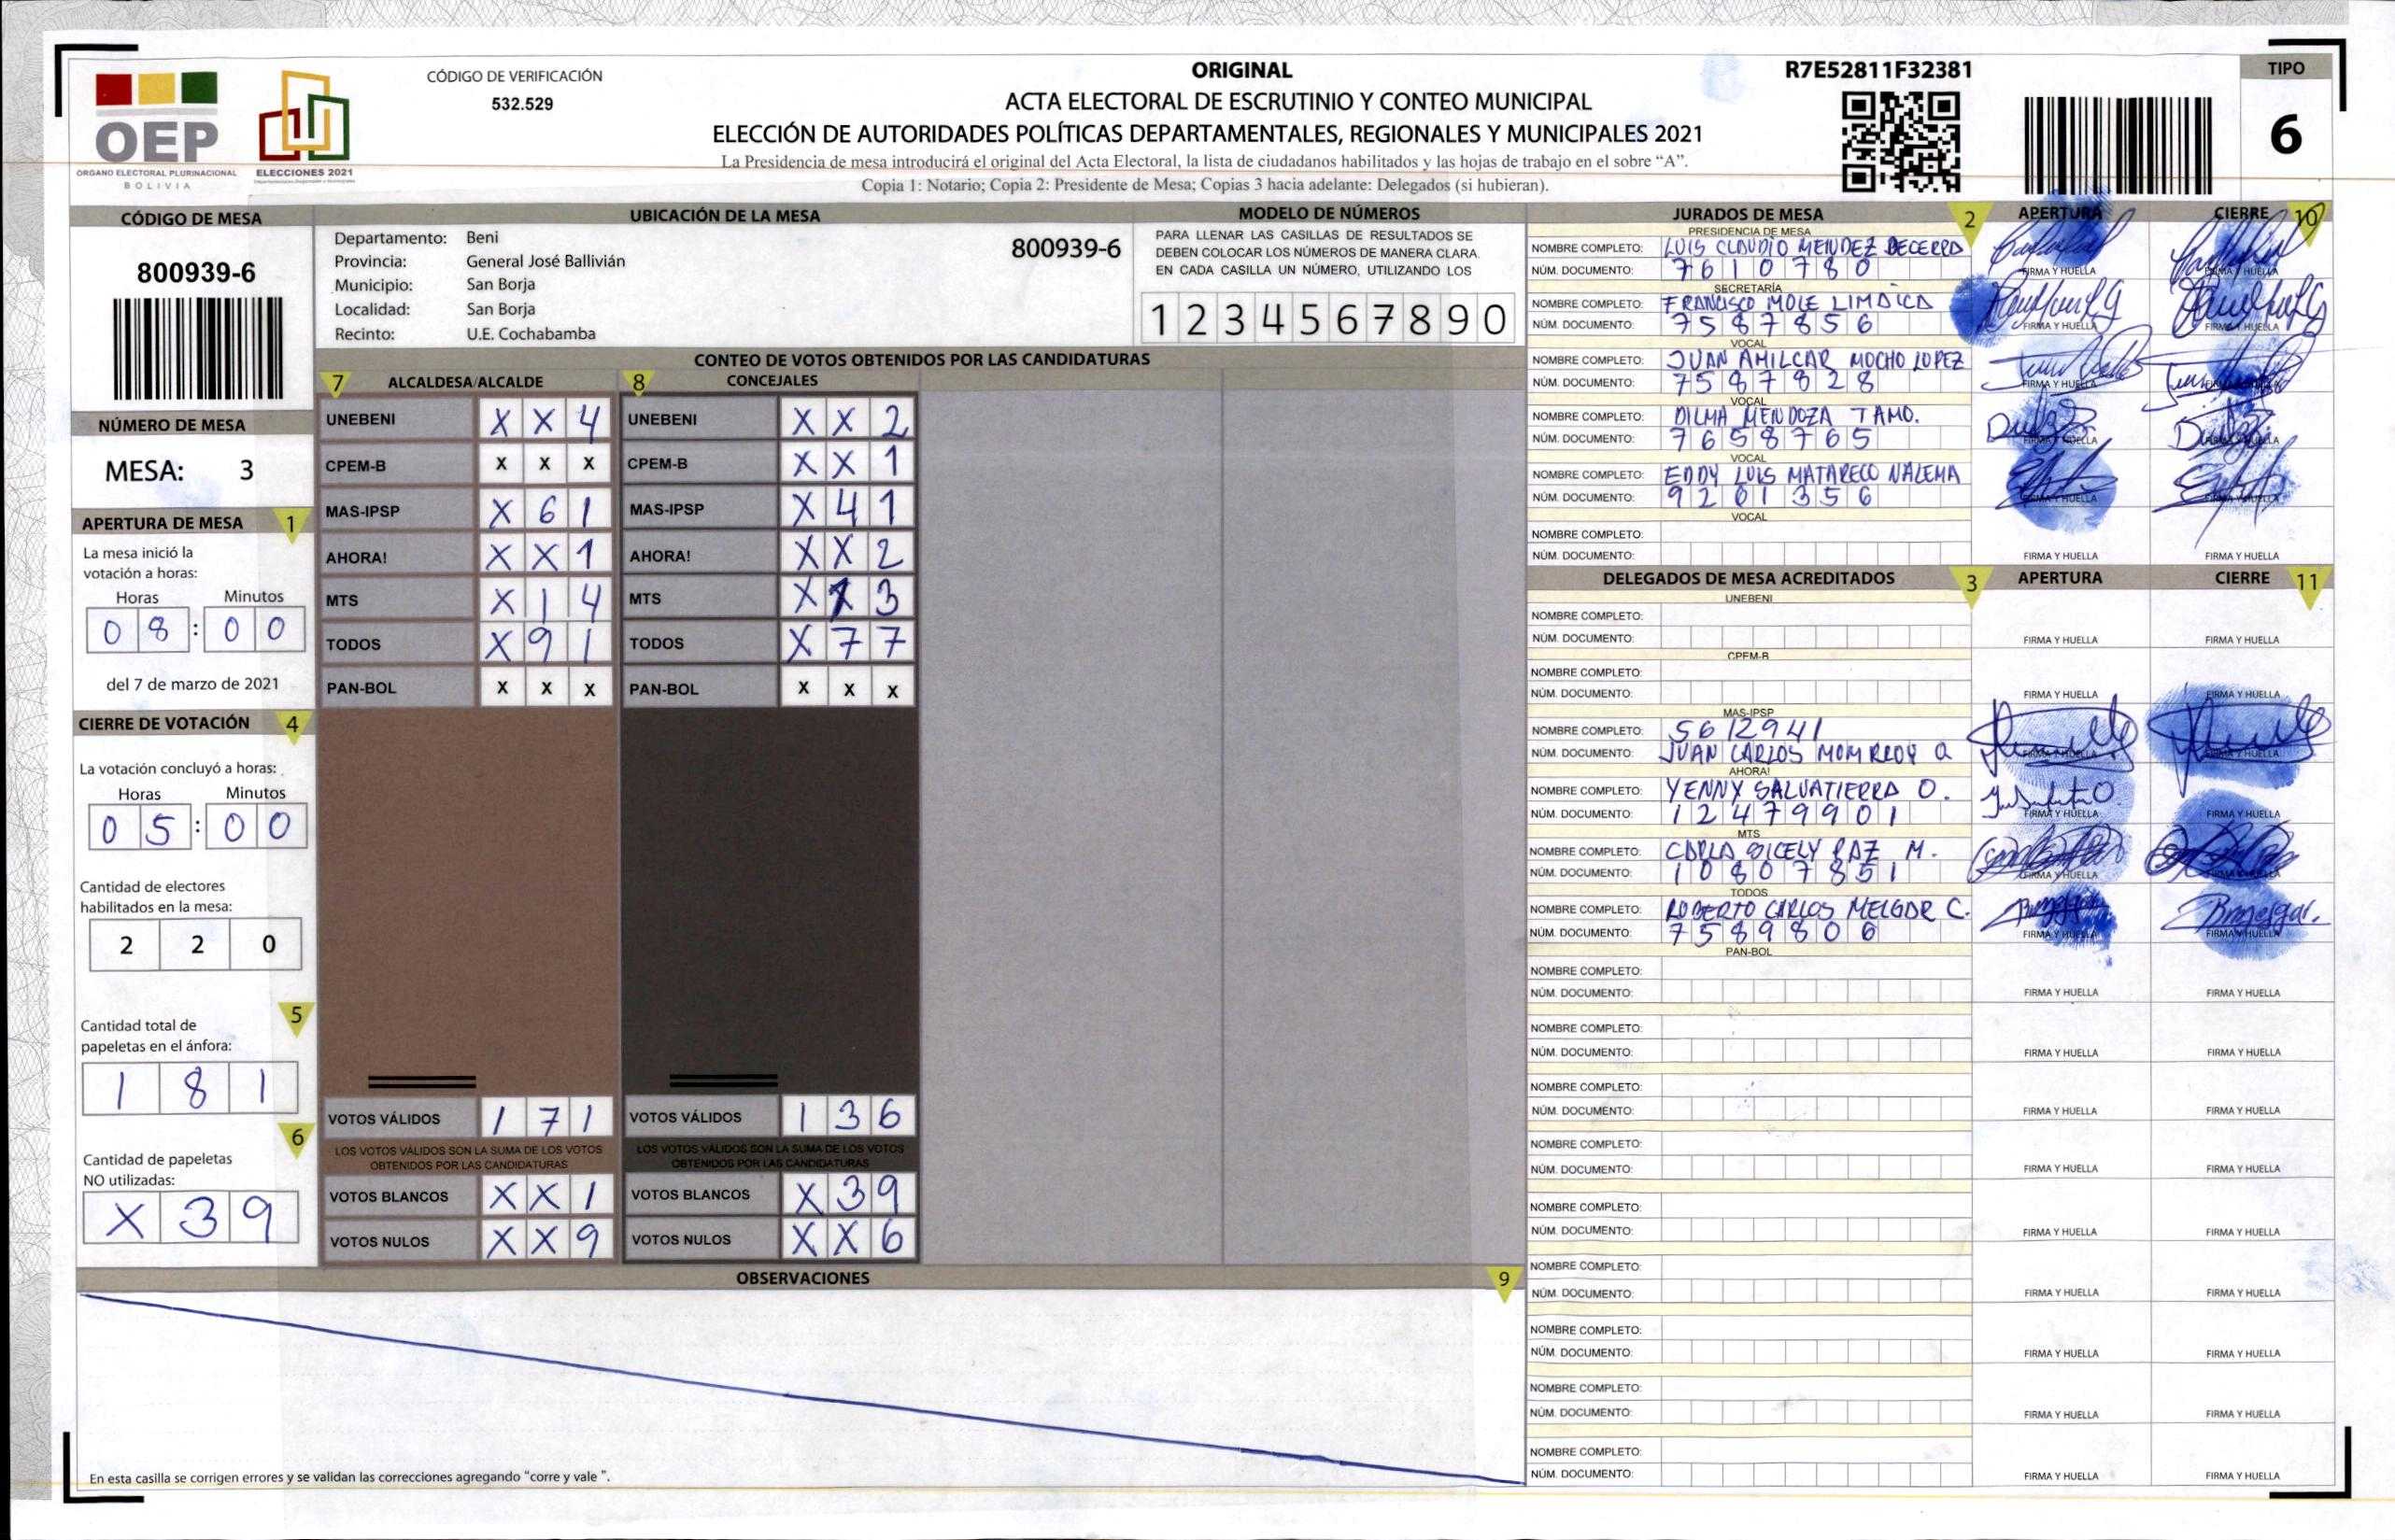 OEP
ORGANO ELECTORAL PLURINACIONAL
BOLIVIA
ELECCIONES 2021
CÓDIGO DE VERIFICACIÓN
532.529
ORIGINAL
ACTA ELECTORAL DE ESCRUTINIO Y CONTEO MUNICIPAL
ELECCIÓN DE AUTORIDADES POLÍTICAS DEPARTAMENTALES, REGIONALES Y MUNICIPALES 2021
La Presidencia de mesa introducirá el original del Acta Electoral, la lista de ciudadanos habilitados y las hojas de trabajo en el sobre “A”.
Copia 1: Notario; Copia 2: Presidente de Mesa; Copias 3 hacia adelante: Delegados (si hubieran).
R7E52811F32381
TIPO
6
CÓDIGO DE MESA
800939-6
NÚMERO DE MESA
MESA: 3
APERTURA DE MESA 1
La mesa inició la
votación a horas:
Horas Minutos
0 8 : 0 0
del 7 de marzo de 2021
CIERRE DE VOTACIÓN 4
La votación concluyó a horas:
Horas Minutos
0 5 : 0 0
Cantidad de electores
habilitados en la mesa:
2 2 0
5
Cantidad total de
papeletas en el ánfora:
1 8 1
6
Cantidad de papeletas
NO utilizadas:
X 3 9
UBICACIÓN DE LA MESA
Departamento: Beni
800939-6
Provincia: General José Ballivián
Municipio: San Borja
Localidad: San Borja
Recinto: U.E. Cochabamba
MODELO DE NÚMEROS
PARA LLENAR LAS CASILLAS DE RESULTADOS SE
DEBEN COLOCAR LOS NÚMEROS DE MANERA CLARA.
EN CADA CASILLA UN NÚMERO, UTILIZANDO LOS
1 2 3 4 5 6 7 8 9 0
CONTEO DE VOTOS OBTENIDOS POR LAS CANDIDATURAS
7 ALCALDESA/ALCALDE
UNEBENI X X 4
CPEM-B X X X
MAS-IPSP X 6 1
AHORA! X X 1
MTS X 1 4
TODOS X 9 1
PAN-BOL X X X
VOTOS VÁLIDOS 1 7 1
LOS VOTOS VÁLIDOS SON LA SUMA DE LOS VOTOS
OBTENIDOS POR LAS CANDIDATURAS
VOTOS BLANCOS X X 1
VOTOS NULOS X X 9
8 CONCEJALES
UNEBENI X X 2
CPEM-B X X 1
MAS-IPSP X 4 1
AHORA! X X 2
MTS X 1 3
TODOS X 7 7
PAN-BOL X X X
VOTOS VÁLIDOS 1 3 6
LOS VOTOS VÁLIDOS SON LA SUMA DE LOS VOTOS
OBTENIDOS POR LAS CANDIDATURAS
VOTOS BLANCOS X 3 9
VOTOS NULOS X X 6
OBSERVACIONES 9
En esta casilla se corrigen errores y se validan las correcciones agregando “corre y vale ”.
JURADOS DE MESA 2 APERTURA CIERRE 10
PRESIDENCIA DE MESA
NOMBRE COMPLETO: LUIS CLAUDIO MENDEZ BECERRA
NÚM. DOCUMENTO: 7610780 FIRMA Y HUELLA FIRMA Y HUELLA
SECRETARÍA
NOMBRE COMPLETO: FRANCISCO MOLE LIMAICA
NÚM. DOCUMENTO: 7587856 FIRMA Y HUELLA FIRMA Y HUELLA
VOCAL
NOMBRE COMPLETO: JUAN AMILCAR MOCHO LOPEZ
NÚM. DOCUMENTO: 7587828 FIRMA Y HUELLA FIRMA Y HUELLA
VOCAL
NOMBRE COMPLETO: DILMA MENDOZA TAMO.
NÚM. DOCUMENTO: 7658765 FIRMA Y HUELLA FIRMA Y HUELLA
VOCAL
NOMBRE COMPLETO: EDDY LUIS MATARECO NALEMA
NÚM. DOCUMENTO: 9201356 FIRMA Y HUELLA FIRMA Y HUELLA
VOCAL
NOMBRE COMPLETO:
NÚM. DOCUMENTO: FIRMA Y HUELLA FIRMA Y HUELLA
DELEGADOS DE MESA ACREDITADOS 3 APERTURA CIERRE 11
UNEBENI
NOMBRE COMPLETO:
NÚM. DOCUMENTO: FIRMA Y HUELLA FIRMA Y HUELLA
CPEM-B
NOMBRE COMPLETO:
NÚM. DOCUMENTO: FIRMA Y HUELLA FIRMA Y HUELLA
MAS-IPSP
NOMBRE COMPLETO: 5612941
NÚM. DOCUMENTO: JUAN CARLOS MOMRROY Q FIRMA Y HUELLA FIRMA Y HUELLA
AHORA!
NOMBRE COMPLETO: YENNY SALVATIERRA O.
NÚM. DOCUMENTO: 12479901 FIRMA Y HUELLA FIRMA Y HUELLA
MTS
NOMBRE COMPLETO: CARLA DICELY PAZ M.
NÚM. DOCUMENTO: 10807851 FIRMA Y HUELLA FIRMA Y HUELLA
TODOS
NOMBRE COMPLETO: ROBERTO CARLOS MELGAR C.
NÚM. DOCUMENTO: 7589806 FIRMA Y HUELLA FIRMA Y HUELLA
PAN-BOL
NOMBRE COMPLETO:
NÚM. DOCUMENTO: FIRMA Y HUELLA FIRMA Y HUELLA
NOMBRE COMPLETO:
NÚM. DOCUMENTO: FIRMA Y HUELLA FIRMA Y HUELLA
NOMBRE COMPLETO:
NÚM. DOCUMENTO: FIRMA Y HUELLA FIRMA Y HUELLA
NOMBRE COMPLETO:
NÚM. DOCUMENTO: FIRMA Y HUELLA FIRMA Y HUELLA
NOMBRE COMPLETO:
NÚM. DOCUMENTO: FIRMA Y HUELLA FIRMA Y HUELLA
NOMBRE COMPLETO:
NÚM. DOCUMENTO: FIRMA Y HUELLA FIRMA Y HUELLA
NOMBRE COMPLETO:
NÚM. DOCUMENTO: FIRMA Y HUELLA FIRMA Y HUELLA
NOMBRE COMPLETO:
NÚM. DOCUMENTO: FIRMA Y HUELLA FIRMA Y HUELLA
NOMBRE COMPLETO:
NÚM. DOCUMENTO: FIRMA Y HUELLA FIRMA Y HUELLA